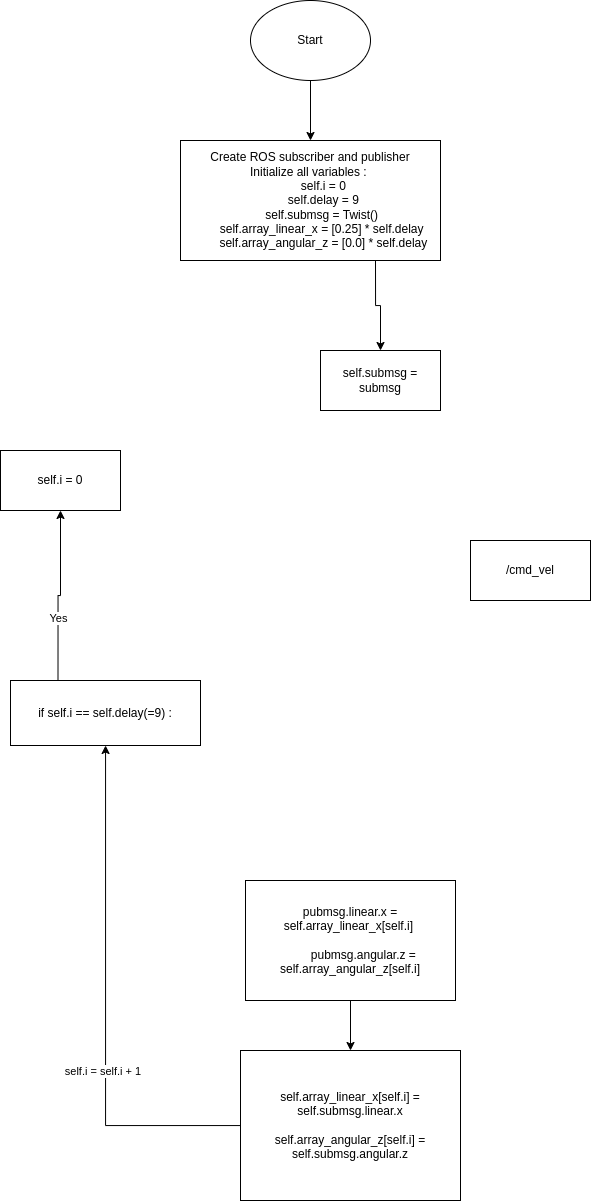 Start
Create ROS subscriber and publisher
Initialize all variables :
self.i = 0
self.delay = 9
self.submsg = Twist()
self.array_linear_x = [0.25] * self.delay
self.array_angular_z = [0.0] * self.delay
self.submsg =
submsg
self.i = 0
/cmd_vel
Yes
if self.i == self.delay(=9) :
pubmsg.linear.x =
self.array_linear_x[self.i]
pubmsg.angular.z =
self.array_angular_z[self.i]
self.i = self.i + 1
self.array_linear_x[self.i] =
self.submsg.linear.x
self.array_angular_z[self.i] =
self.submsg.angular.z